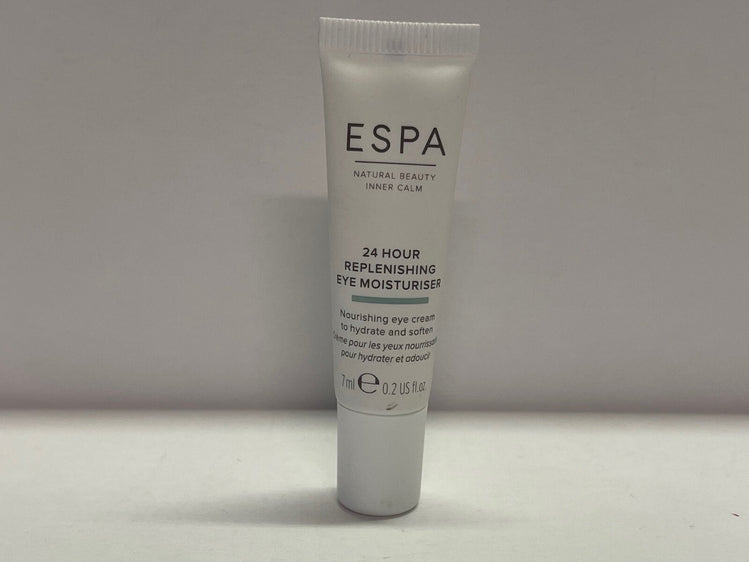 ESPA
NATURAL BEAUTY
INNER CALM
24 HOUR
REPLENISHING
EYE MOISTURISER
Nourishing eye cream
to hydrate and soften
pour les yeux
pour hydrater et adoucir
7ml e 0.2 US fl.oz.